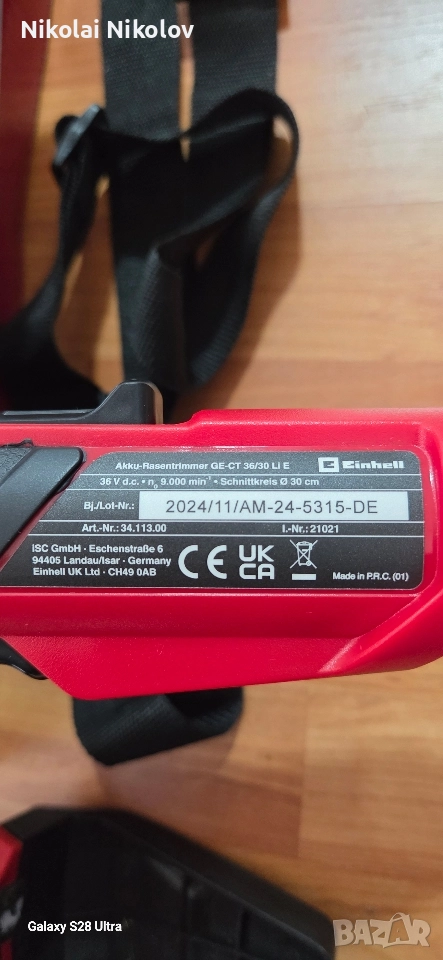 Nikolai Nikolov
Akku-Rasentrimmer GE-CT 36/30 Li E
Einhell
36 V d.c. • n₀ 9.000 min⁻¹ • Schnittkreis Ø 30 cm
Bj./Lot-Nr.: 2024/11/AM-24-5315-DE
Art.-Nr.: 34.113.00 I.-Nr.: 21021
ISC GmbH · Eschenstraße 6
94405 Landau/Isar · Germany
Einhell UK Ltd · CH49 0AB
CE UK CA
Made in P.R.C. (01)
Galaxy S28 Ultra
BAZAR